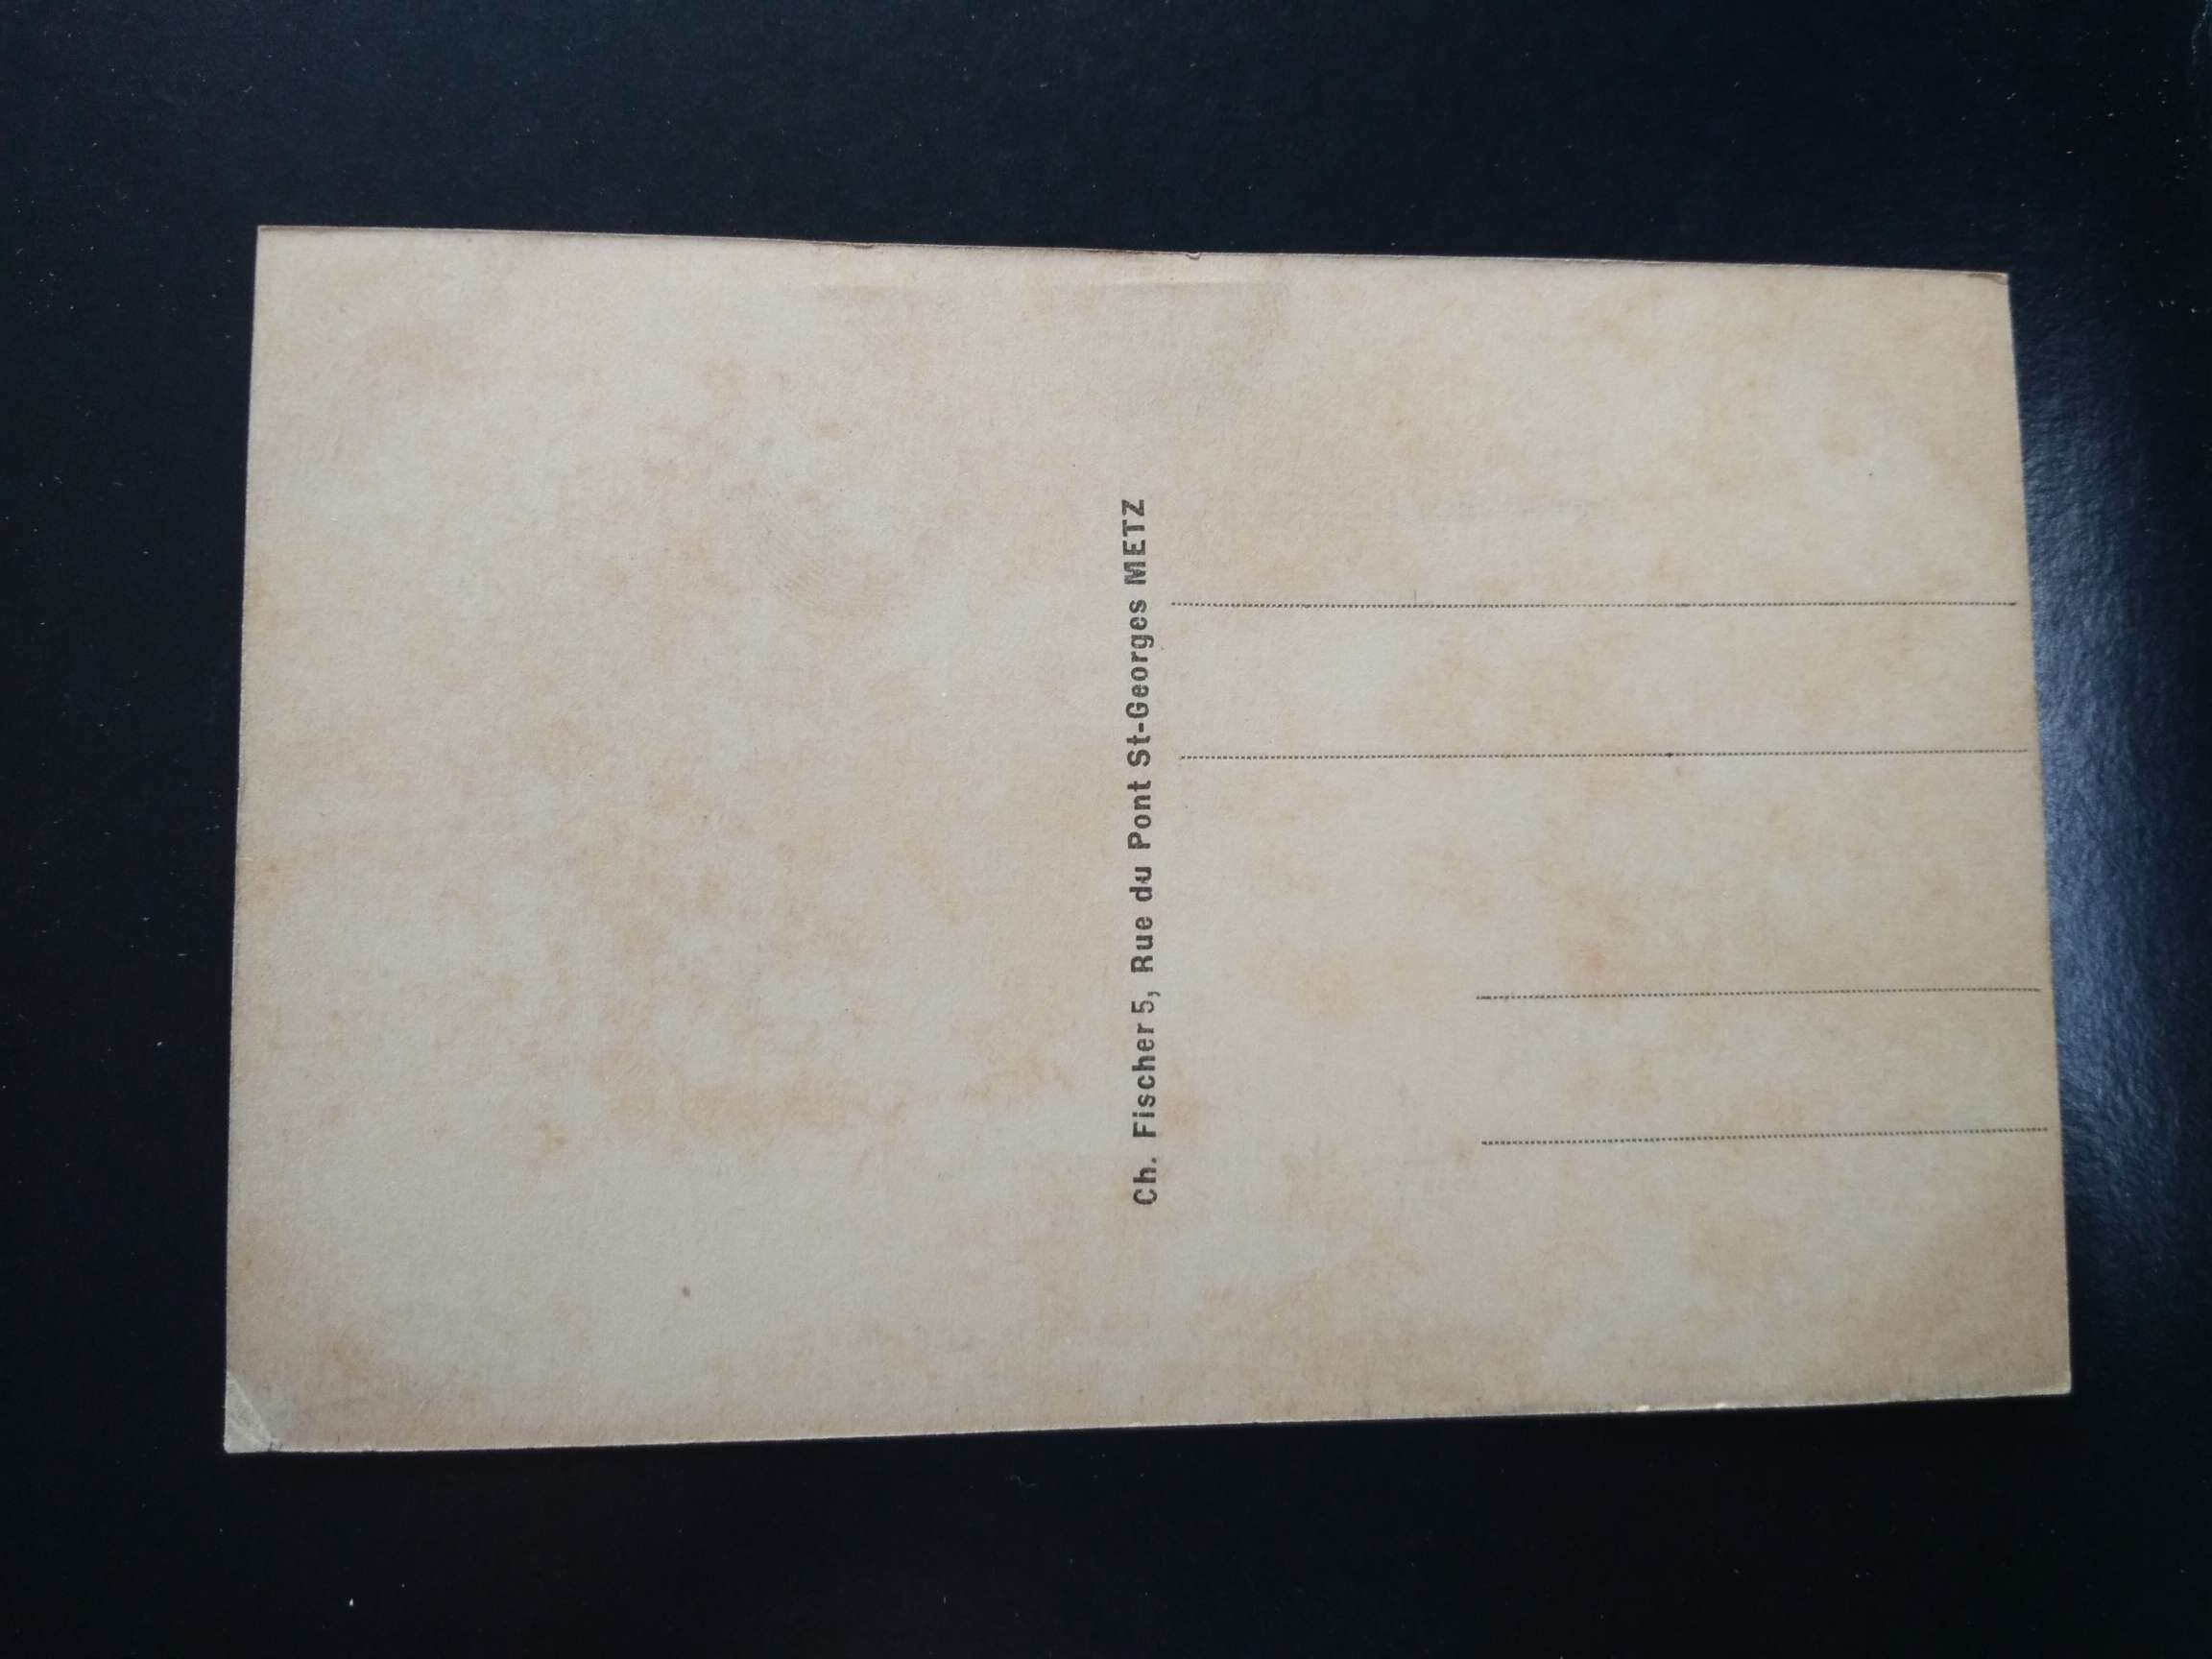 Ch. Fischer 5, Rue du Pont St-Georges METZ